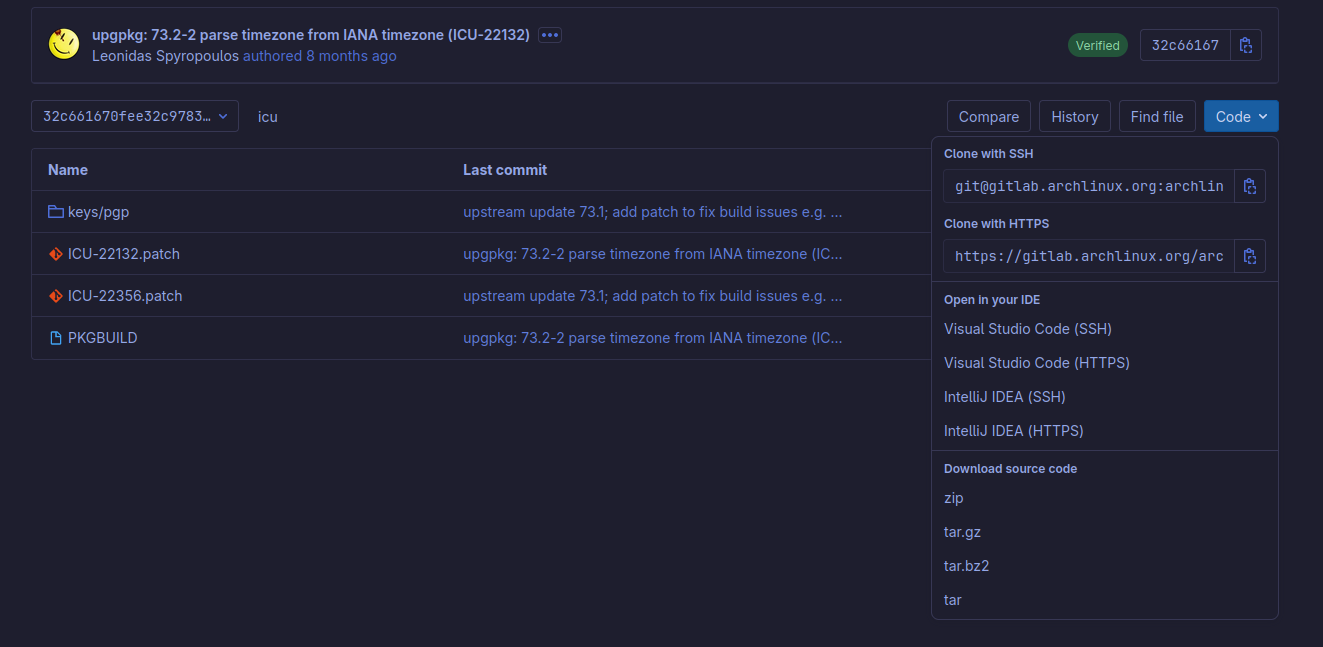 upgpkg: 73.2-2 parse timezone from IANA timezone (ICU-22132)
Leonidas Spyropoulos authored 8 months ago
Verified
32c66167
32c661670fee32c9783…
icu
Compare
History
Find file
Code
Name
Last commit
keys/pgp
upstream update 73.1; add patch to fix build issues e.g. ...
ICU-22132.patch
upgpkg: 73.2-2 parse timezone from IANA timezone (IC...
ICU-22356.patch
upstream update 73.1; add patch to fix build issues e.g. ...
PKGBUILD
upgpkg: 73.2-2 parse timezone from IANA timezone (IC...
Clone with SSH
git@gitlab.archlinux.org:archlin
Clone with HTTPS
https://gitlab.archlinux.org/arc
Open in your IDE
Visual Studio Code (SSH)
Visual Studio Code (HTTPS)
IntelliJ IDEA (SSH)
IntelliJ IDEA (HTTPS)
Download source code
zip
tar.gz
tar.bz2
tar